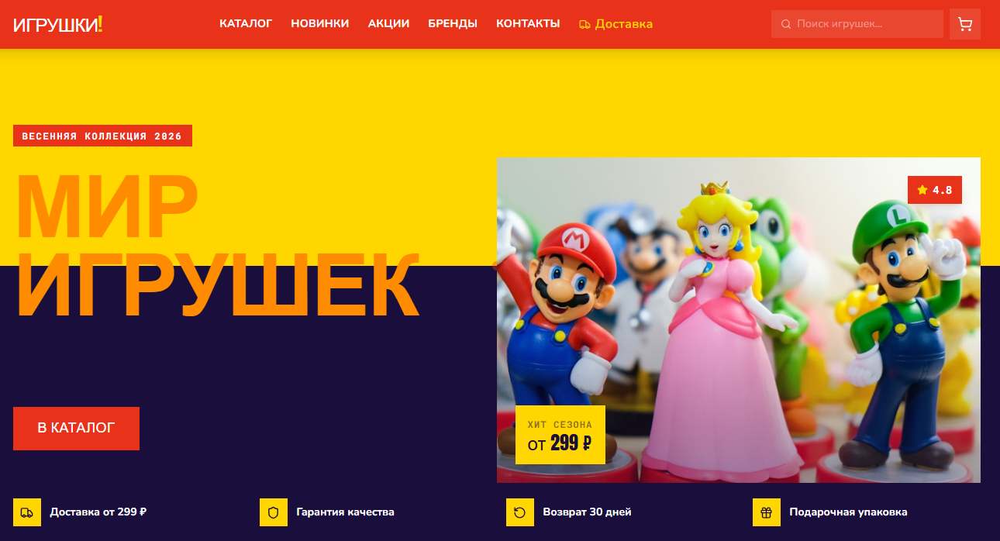 ИГРУШКИ!
КАТАЛОГ НОВИНКИ АКЦИИ БРЕНДЫ КОНТАКТЫ Доставка
Поиск игрушек...
ВЕСЕННЯЯ КОЛЛЕКЦИЯ 2026
МИР
ИГРУШЕК
В КАТАЛОГ
4.8
M
L
ХИТ СЕЗОНА
ОТ 299 ₽
Доставка от 299 ₽
Гарантия качества
Возврат 30 дней
Подарочная упаковка